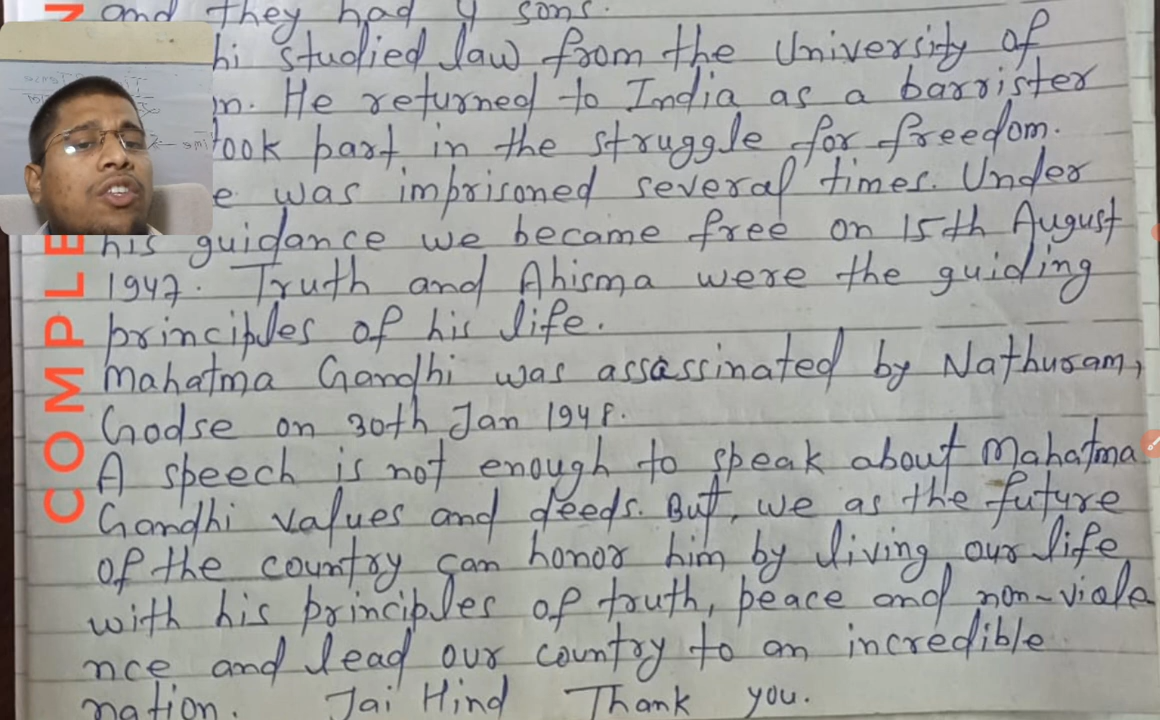 and they had 4 sons.
hi studied law from the University of
n. He returned to India as a barrister
took part in the struggle for freedom.
e was imprisoned several times. Under
his guidance we became free on 15th August
1947. Truth and Ahisma were the guiding
principles of his life.
Mahatma Gandhi was assassinated by Nathuram,
Godse on 30th Jan 1948.
A speech is not enough to speak about Mahatma
Gandhi values and deeds. But, we as the future
of the country can honor him by living our life
with his principles of truth, peace and non-viole
nce and lead our country to an incredible
nation. Jai Hind Thank you.
COMPLE